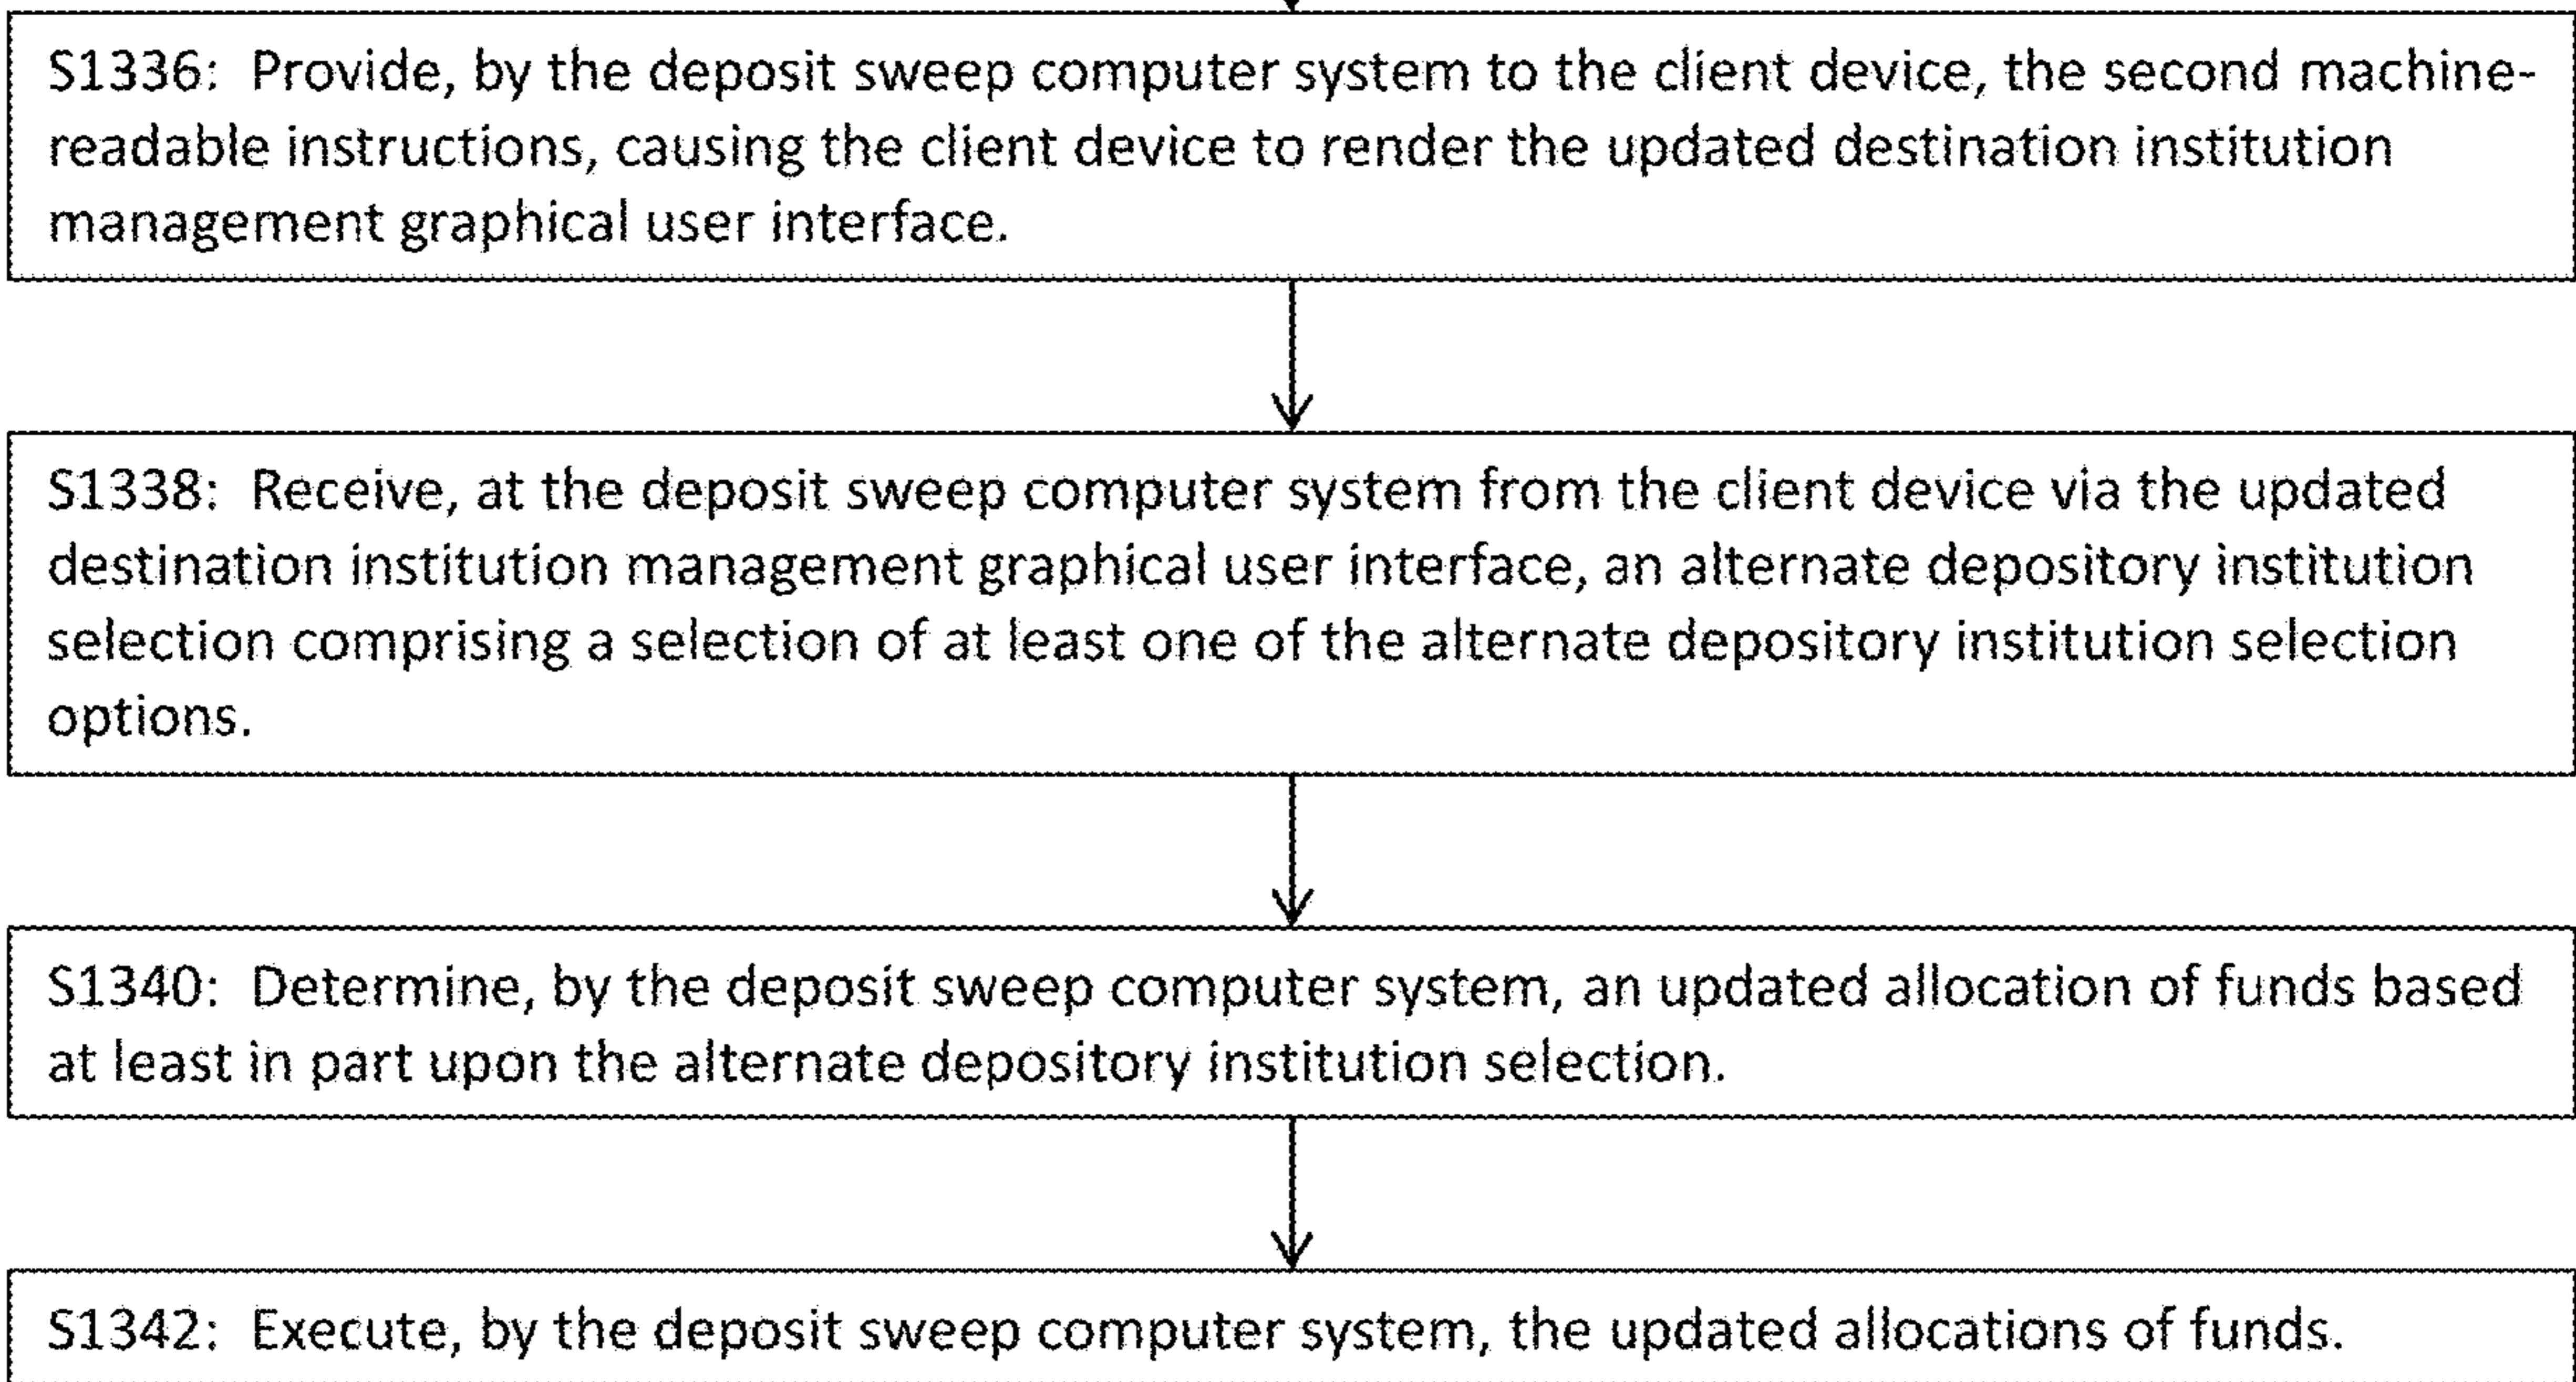 S1336:  Provide, by the deposit sweep computer system to the client device, the second machine-
readable instructions, causing the client device to render the updated destination institution
management graphical user interface.
S1338:  Receive, at the deposit sweep computer system from the client device via the updated
destination institution management graphical user interface, an alternate depository institution
selection comprising a selection of at least one of the alternate depository institution selection
options.
S1340:  Determine, by the deposit sweep computer system, an updated allocation of funds based
at least in part upon the alternate depository institution selection.
S1342:  Execute, by the deposit sweep computer system, the updated allocations of funds.